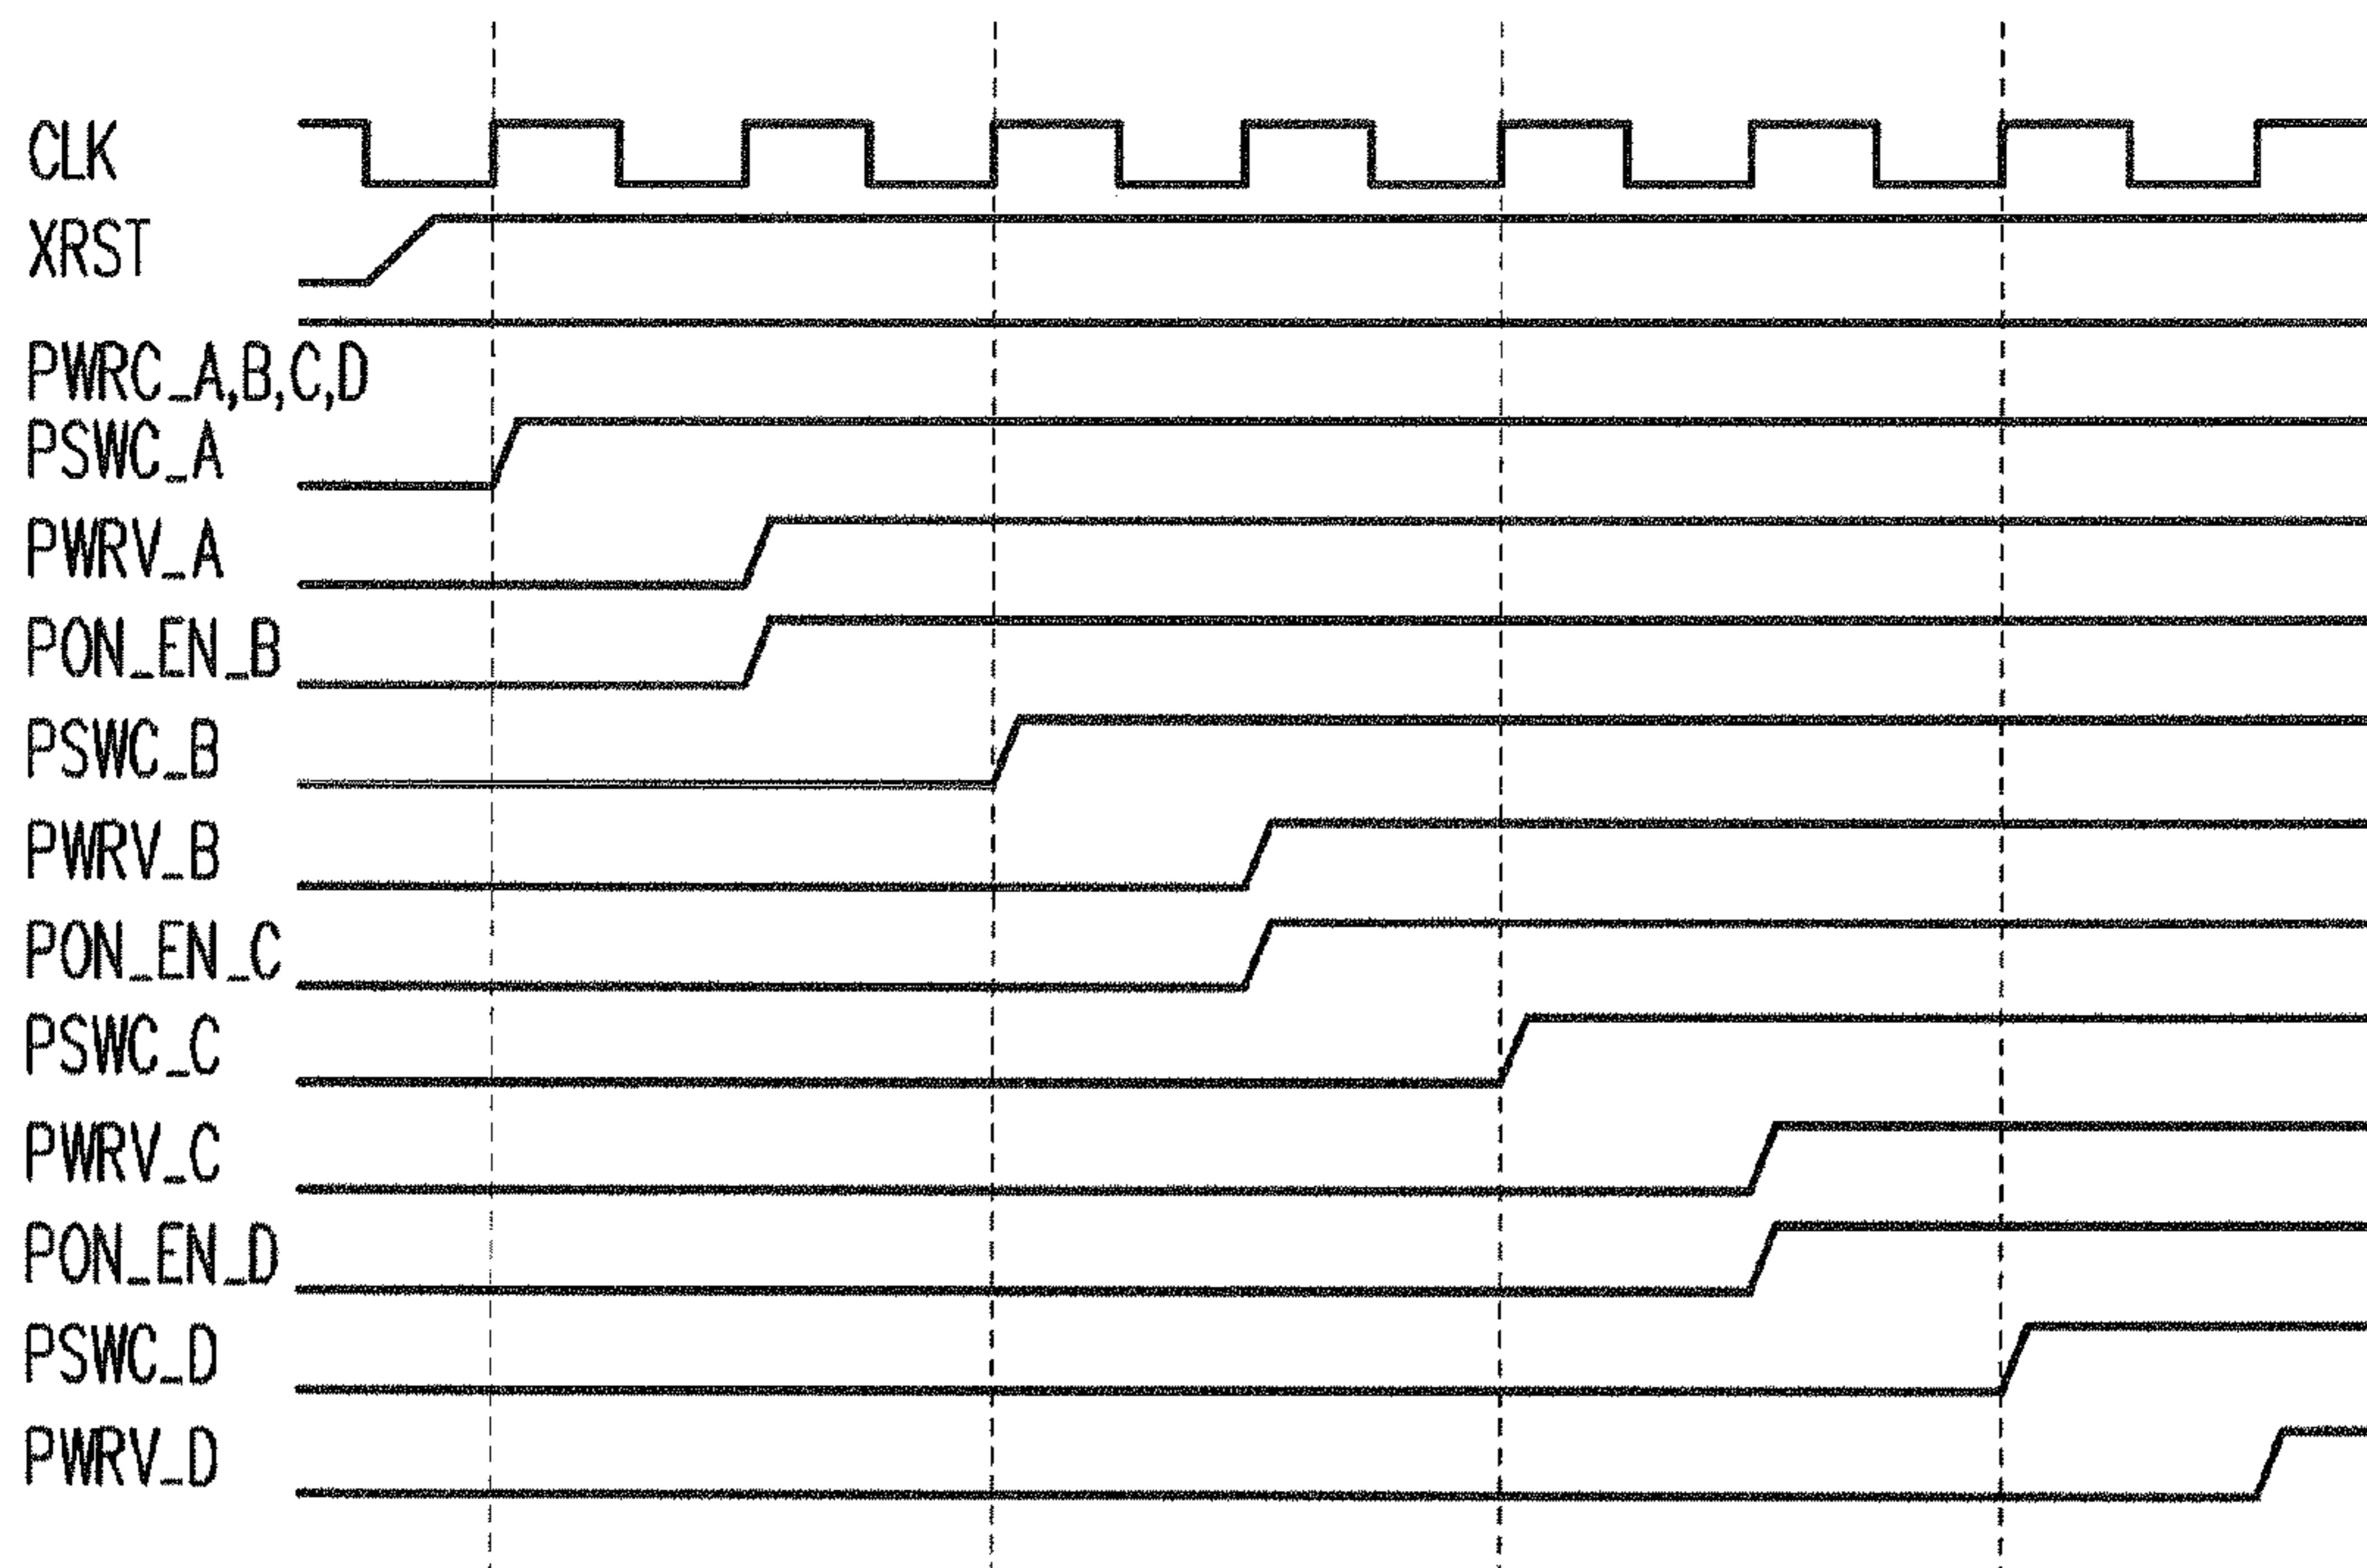 CLK
XRST
PWRC_A,B,C,D
PSWC_A
PWRV_A
PON_EN_B
PSWC_B
PWRV_B
PON_EN_C
PSWC_C
PWRV_C
PON_EN_D
PSWC_D
PWRV_D